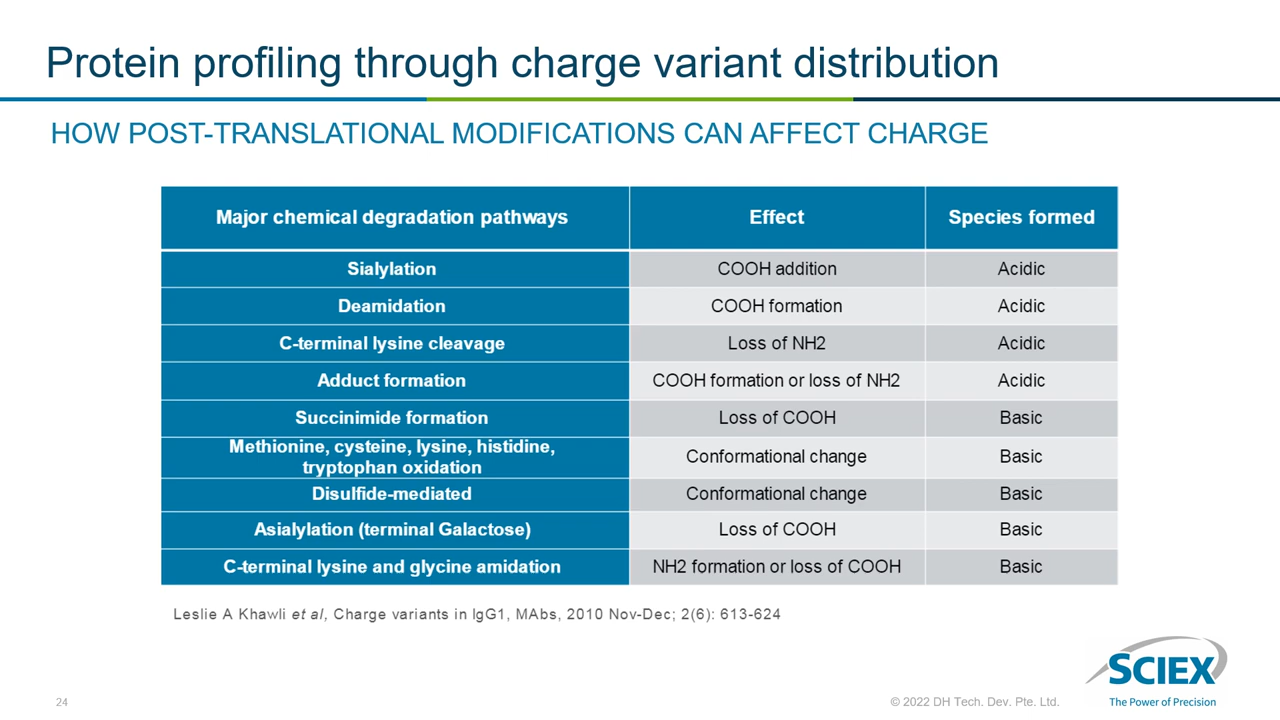 Protein profiling through charge variant distribution
HOW POST-TRANSLATIONAL MODIFICATIONS CAN AFFECT CHARGE
Major chemical degradation pathways Effect Species formed
Sialylation COOH addition Acidic
Deamidation COOH formation Acidic
C-terminal lysine cleavage Loss of NH2 Acidic
Adduct formation COOH formation or loss of NH2 Acidic
Succinimide formation Loss of COOH Basic
Methionine, cysteine, lysine, histidine,
tryptophan oxidation Conformational change Basic
Disulfide-mediated Conformational change Basic
Asialylation (terminal Galactose) Loss of COOH Basic
C-terminal lysine and glycine amidation NH2 formation or loss of COOH Basic
Leslie A Khawli et al, Charge variants in IgG1, MAbs, 2010 Nov-Dec; 2(6): 613-624
SCIEX
The Power of Precision
24
© 2022 DH Tech. Dev. Pte. Ltd.